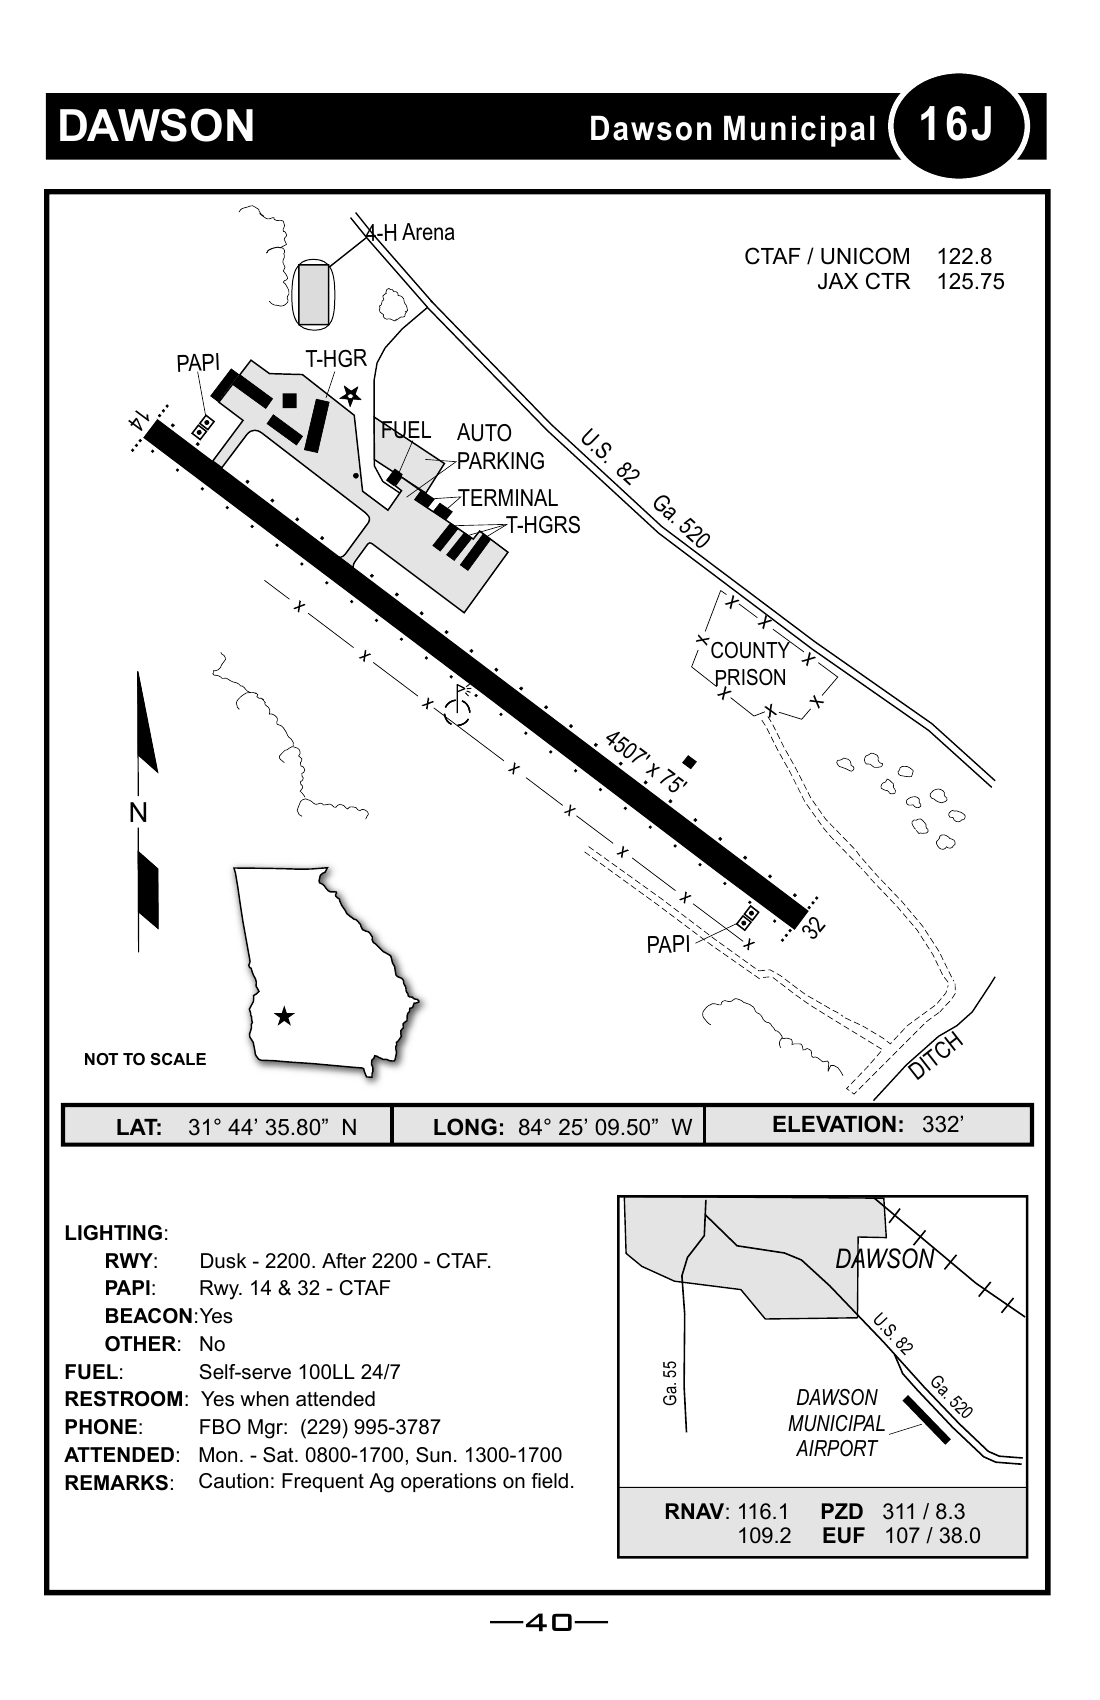 DAWSON
Dawson Municipal
16J
4-H Arena
CTAF / UNICOM 122.8
JAX CTR 125.75
PAPI
T-HGR
14
FUEL
AUTO
PARKING
U.S. 82 Ga. 520
TERMINAL
T-HGRS
X
X
X
X
COUNTY
X
PRISON
X
X
X
X
X
X
X
4507' x 75'
N
X
X
X
X
X
32
PAPI
NOT TO SCALE
DITCH
LAT: 31° 44’ 35.80” N
LONG: 84° 25’ 09.50” W
ELEVATION: 332’
LIGHTING:
RWY: Dusk - 2200. After 2200 - CTAF.
PAPI: Rwy. 14 & 32 - CTAF
BEACON: Yes
OTHER: No
FUEL: Self-serve 100LL 24/7
RESTROOM: Yes when attended
PHONE: FBO Mgr: (229) 995-3787
ATTENDED: Mon. - Sat. 0800-1700, Sun. 1300-1700
REMARKS: Caution: Frequent Ag operations on field.
DAWSON
U.S. 82
Ga. 55
Ga. 520
DAWSON
MUNICIPAL
AIRPORT
RNAV: 116.1 PZD 311 / 8.3
109.2 EUF 107 / 38.0
—40—